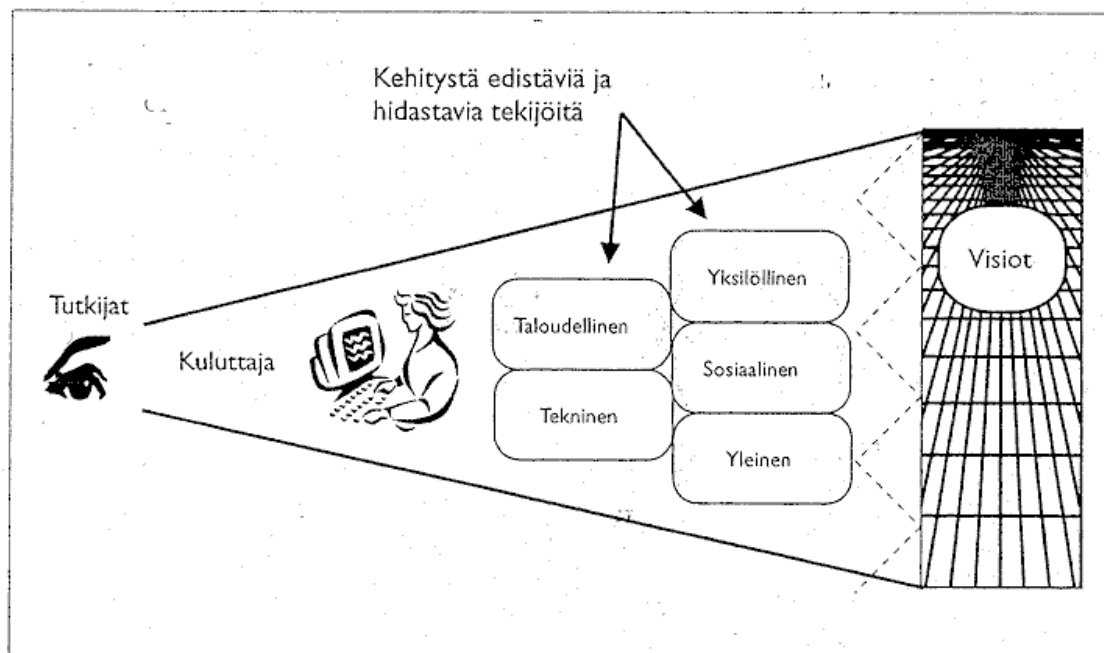 Kehitystä edistäviä ja
hidastavia tekijöitä
Tutkijat
Kuluttaja
Taloudellinen
Tekninen
Yksilöllinen
Sosiaalinen
Yleinen
Visiot